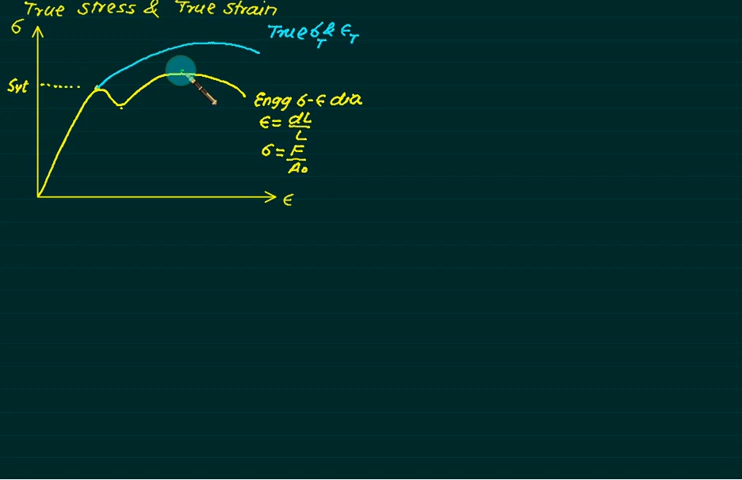 True stress & True strain
σ
True σT & ϵT
Syt
Engg σ-ϵ dia
ϵ = dL/L
σ = F/A0
ϵ